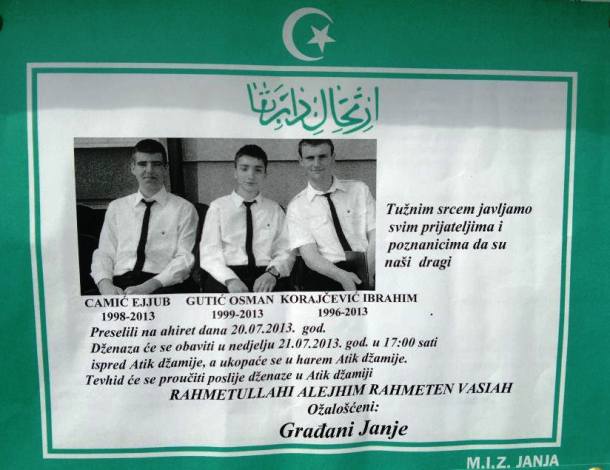 ارتحال دار بقا
Tužnim srcem javljamo
svim prijateljima i
poznanicima da su
naši dragi
CAMIĆ EJJUB GUTIĆ OSMAN KORAJČEVIĆ IBRAHIM
1998-2013 1999-2013 1996-2013
Preselili na ahiret dana 20.07.2013. god.
Dženaza će se obaviti u nedjelju 21.07.2013. god. u 17:00 sati
ispred Atik džamije, a ukopaće se u harem Atik džamije.
Tevhid će se proučiti poslije dženaze u Atik džamiji
RAHMETULLAHI ALEJHIM RAHMETEN VASIAH
Ožalošćeni:
Građani Janje
M.I.Z. JANJA